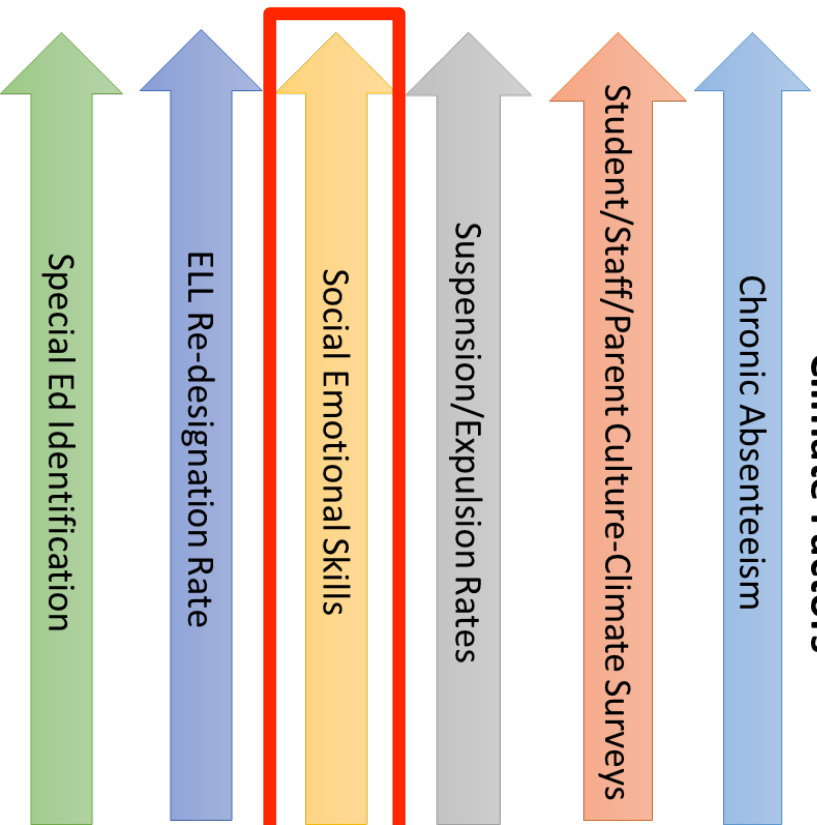 Chronic Absenteeism
Student/Staff/Parent Culture-Climate Surveys
Suspension/Expulsion Rates
Social Emotional Skills
ELL Re-designation Rate
Special Ed Identification